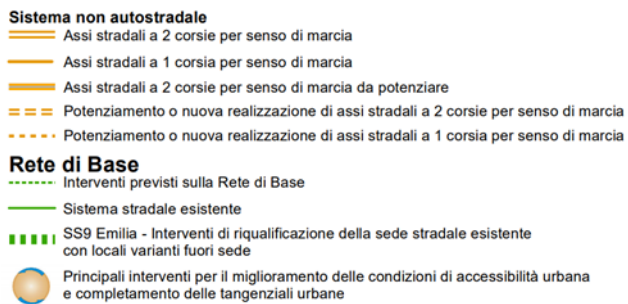 Sistema non autostradale
Assi stradali a 2 corsie per senso di marcia
Assi stradali a 1 corsia per senso di marcia
Assi stradali a 2 corsie per senso di marcia da potenziare
Potenziamento o nuova realizzazione di assi stradali a 2 corsie per senso di marcia
Potenziamento o nuova realizzazione di assi stradali a 1 corsia per senso di marcia
Rete di Base
Interventi previsti sulla Rete di Base
Sistema stradale esistente
SS9 Emilia - Interventi di riqualificazione della sede stradale esistente
con locali varianti fuori sede
Principali interventi per il miglioramento delle condizioni di accessibilità urbana
e completamento delle tangenziali urbane